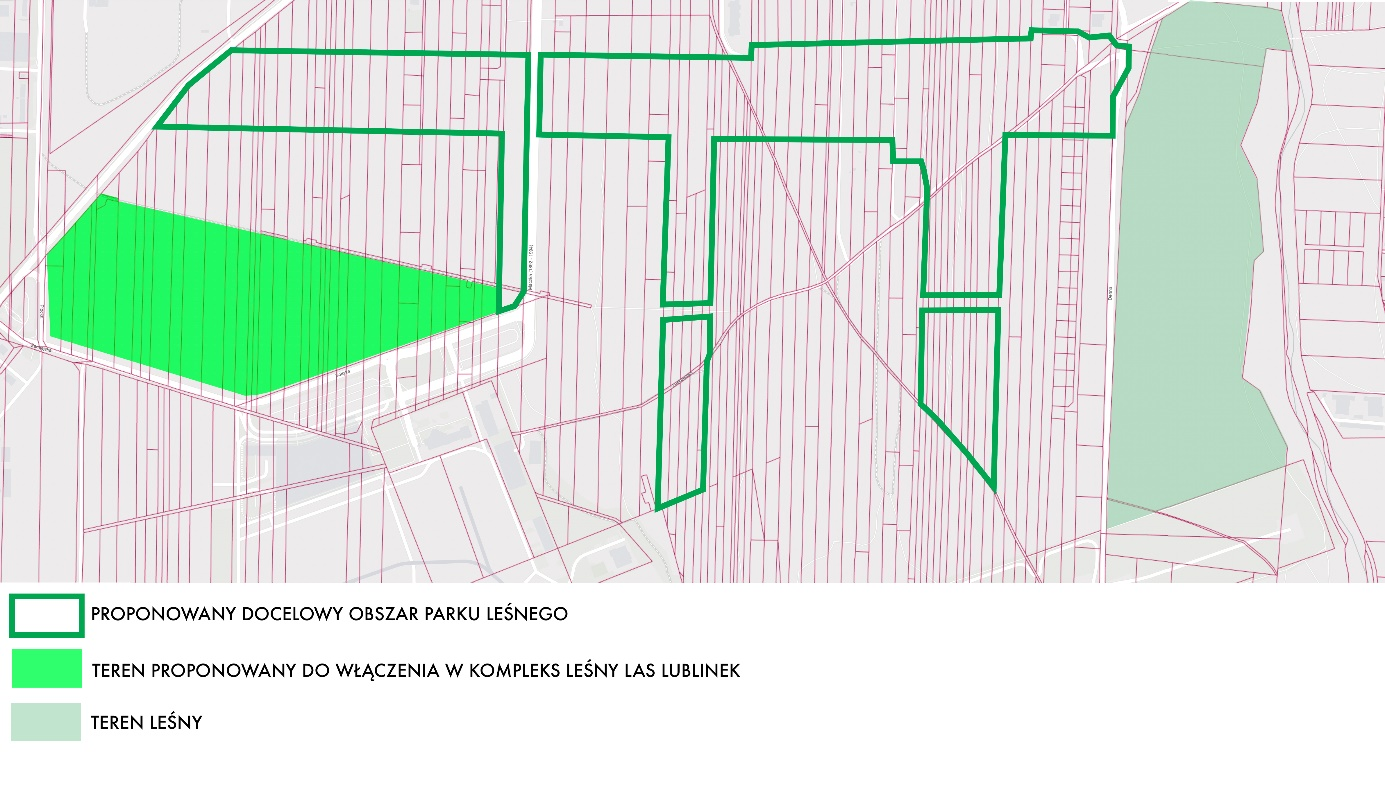 PROPONOWANY DOCELOWY OBSZAR PARKU LEŚNEGO
TEREN PROPONOWANY DO WŁĄCZENIA W KOMPLEKS LEŚNY LAS LUBLINEK
TEREN LEŚNY